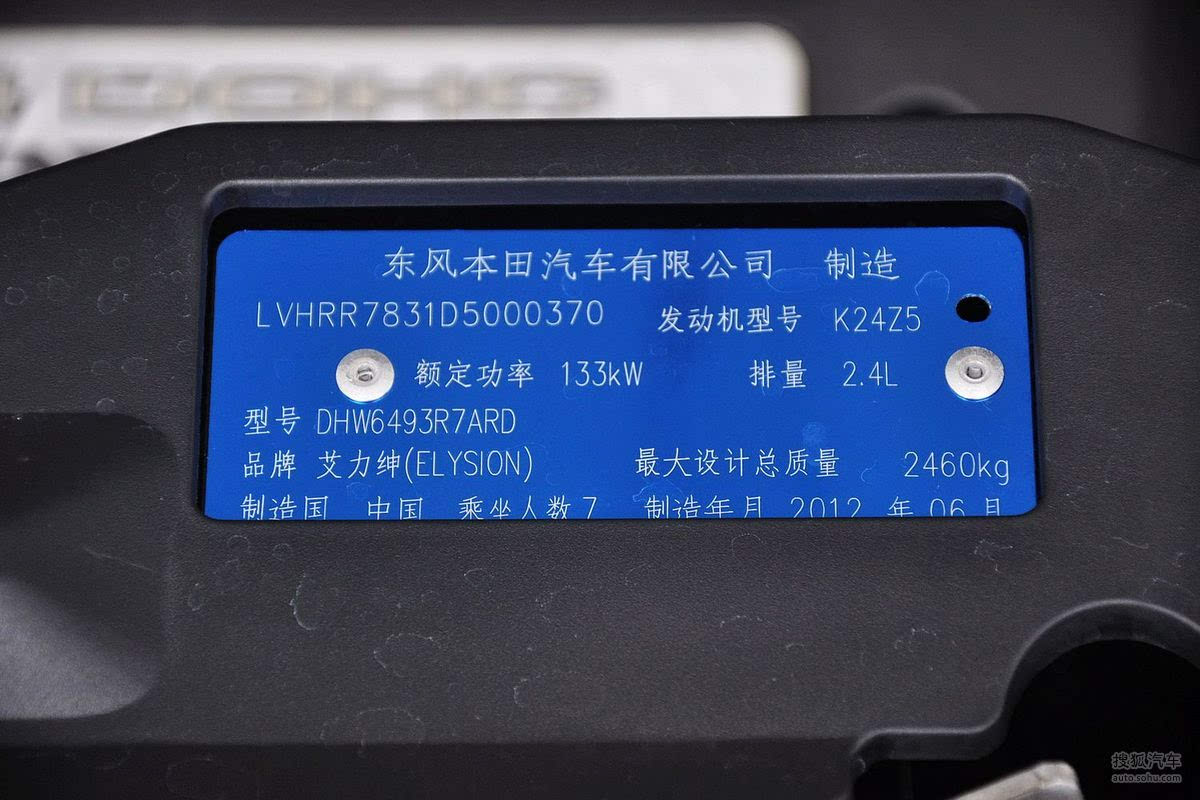 DOHC
东风本田汽车有限公司 制造
LVHRR7831D5000370 发动机型号 K24Z5
额定功率 133kW 排量 2.4L
型号 DHW6493R7ARD
品牌 艾力绅(ELYSION) 最大设计总质量 2460kg
制造国 中国 乘坐人数7 制造年月 2012 年 06 月
搜狐汽车
auto.sohu.com